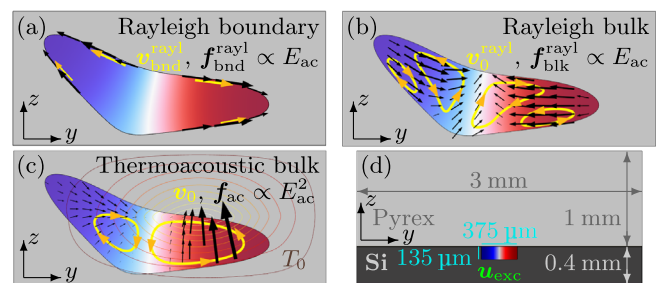 (a) Rayleigh boundary
v_bnd^rayl, f_bnd^rayl ∝ E_ac
z
y
(b) Rayleigh bulk
v_0^rayl, f_blk^rayl ∝ E_ac
z
y
(c) Thermoacoustic bulk
v_0, f_ac ∝ E_ac^2
z
y
T_0
(d)
3 mm
z
Pyrex
1 mm
y
375 µm
Si 135 µm
0.4 mm
u_exc